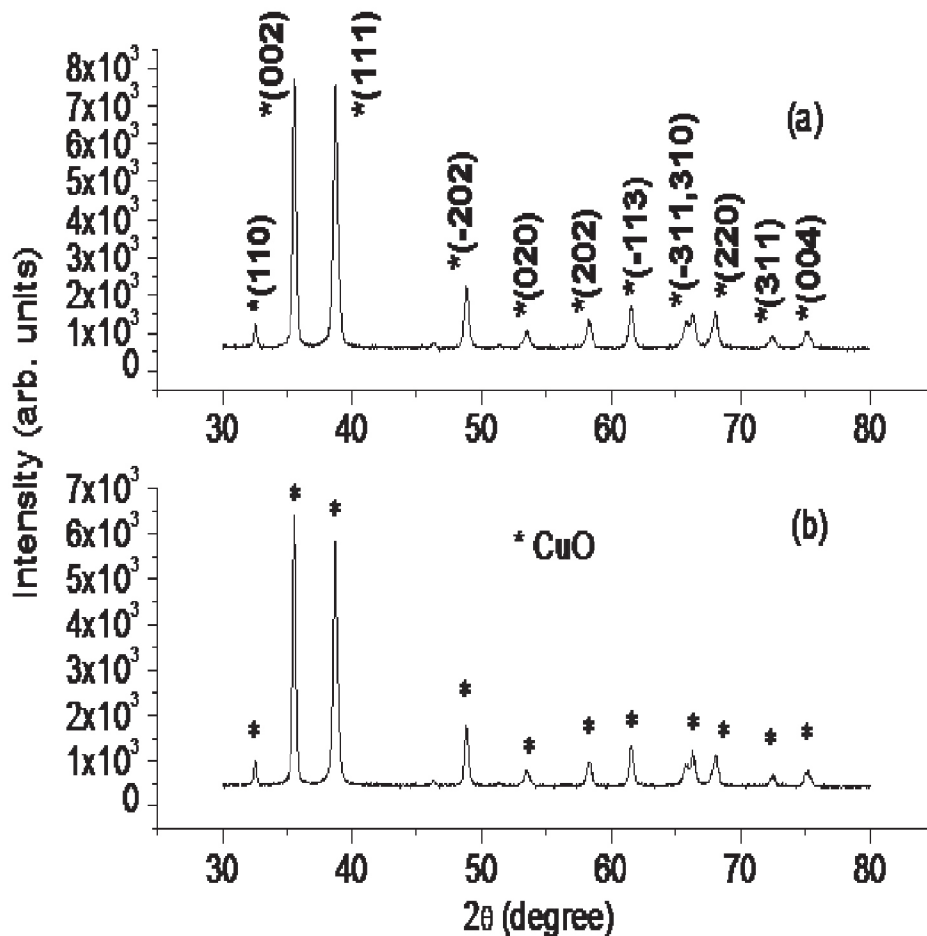 Intensity (arb. units)
8x10³
7x10³
6x10³
5x10³
4x10³
3x10³
2x10³
1x10³
0
*(110)
*(002)
*(111)
*(-202)
*(020)
*(202)
*(-113)
*(-311,310)
*(220)
*(311)
*(004)
(a)
30 40 50 60 70 80
7x10³
6x10³
5x10³
4x10³
3x10³
2x10³
1x10³
0
* * * * * * * * * * *
* CuO
(b)
30 40 50 60 70 80
2θ (degree)